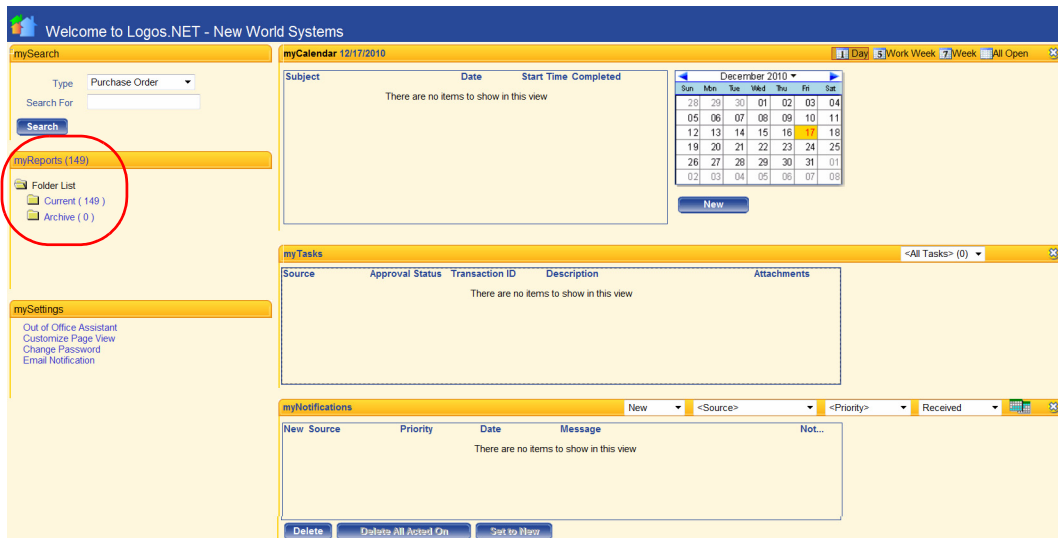 Welcome to Logos.NET - New World Systems
mySearch
Type Purchase Order
Search For
Search
myReports (149)
Folder List
Current ( 149 )
Archive ( 0 )
mySettings
Out of Office Assistant
Customize Page View
Change Password
Email Notification
myCalendar 12/17/2010
1 Day 5 Work Week 7 Week All Open
Subject Date Start Time Completed
There are no items to show in this view
December 2010
Sun Mon Tue Wed Thu Fri Sat
28 29 30 01 02 03 04
05 06 07 08 09 10 11
12 13 14 15 16 17 18
19 20 21 22 23 24 25
26 27 28 29 30 31 01
02 03 04 05 06 07 08
New
myTasks <All Tasks> (0)
Source Approval Status Transaction ID Description Attachments
There are no items to show in this view
myNotifications New <Source> <Priority> Received
New Source Priority Date Message Not...
There are no items to show in this view
Delete Delete All Acted On Set to New